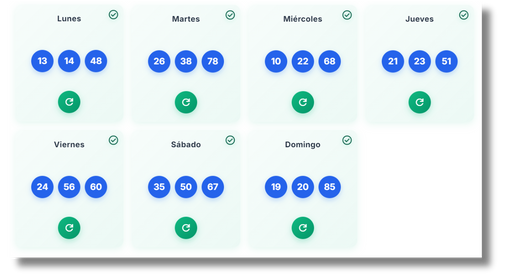 Lunes
13 14 48
Martes
26 38 78
Miércoles
10 22 68
Jueves
21 23 51
Viernes
24 56 60
Sábado
35 50 67
Domingo
19 20 85